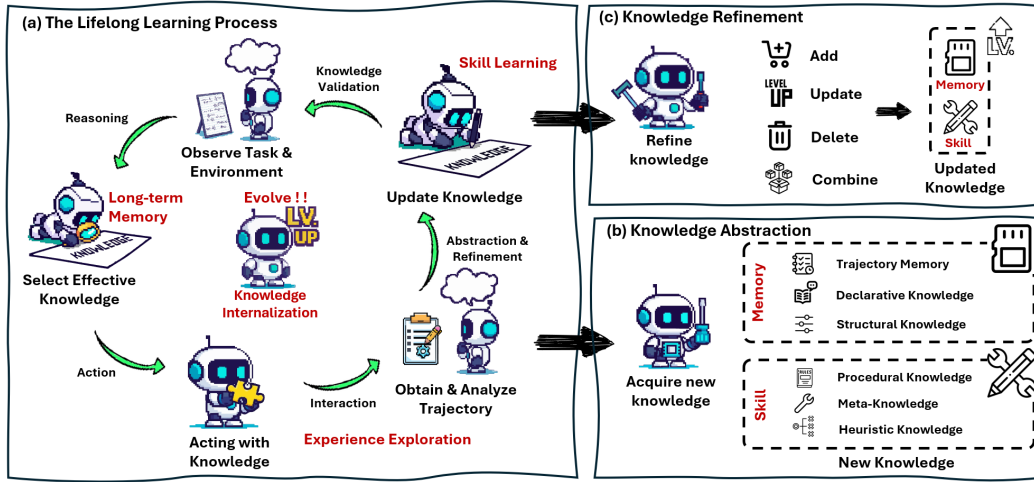 (a) The Lifelong Learning Process
Skill Learning
Knowledge
Validation
Reasoning
Observe Task &
Environment
KNOWLEDGE
Update Knowledge
Long-term
Memory
KNOWLEDGE
Select Effective
Knowledge
Evolve !!
LV.
UP
Knowledge
Internalization
Abstraction &
Refinement
Action
Acting with
Knowledge
Interaction
Obtain & Analyze
Trajectory
Experience Exploration
(c) Knowledge Refinement
Refine
knowledge
Add
LEVEL
UP
Update
Delete
Combine
LV.
Memory
Skill
Updated
Knowledge
(b) Knowledge Abstraction
Acquire new
knowledge
Memory
Trajectory Memory
Declarative Knowledge
Structural Knowledge
Skill
RULES
Procedural Knowledge
Meta-Knowledge
Heuristic Knowledge
New Knowledge